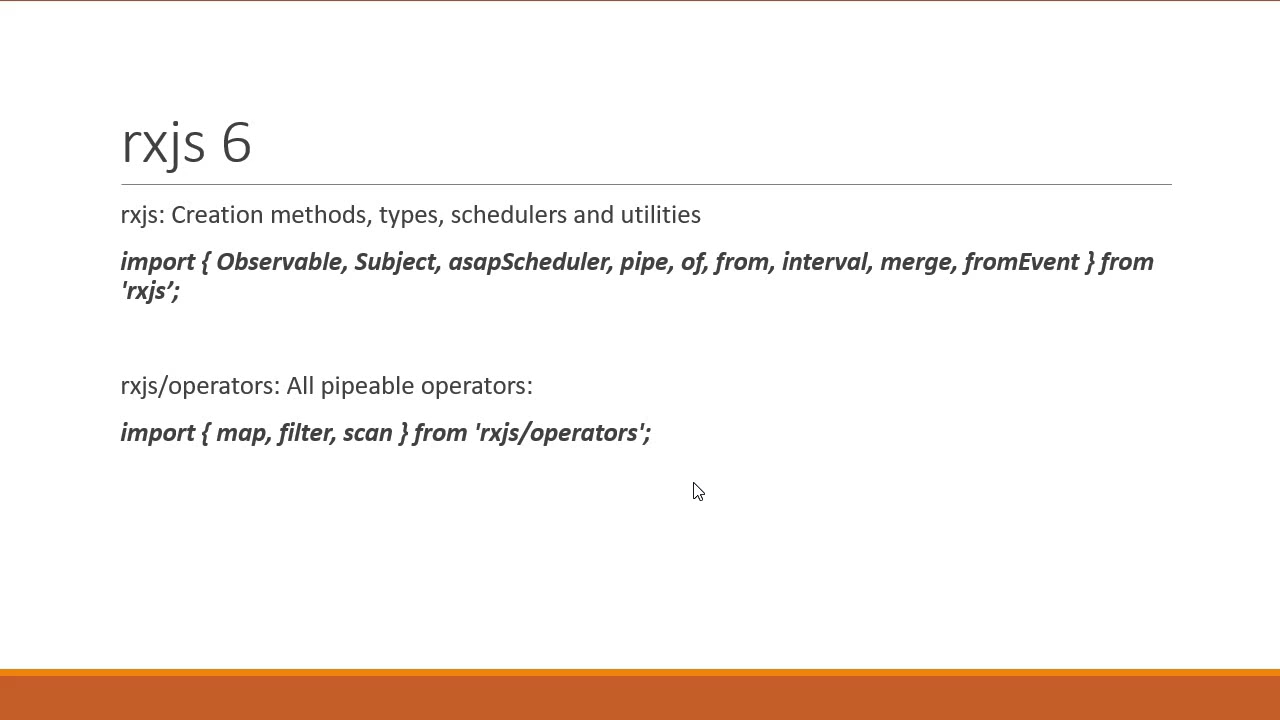 rxjs 6
rxjs: Creation methods, types, schedulers and utilities
import { Observable, Subject, asapScheduler, pipe, of, from, interval, merge, fromEvent } from
'rxjs’;
rxjs/operators: All pipeable operators:
import { map, filter, scan } from 'rxjs/operators';